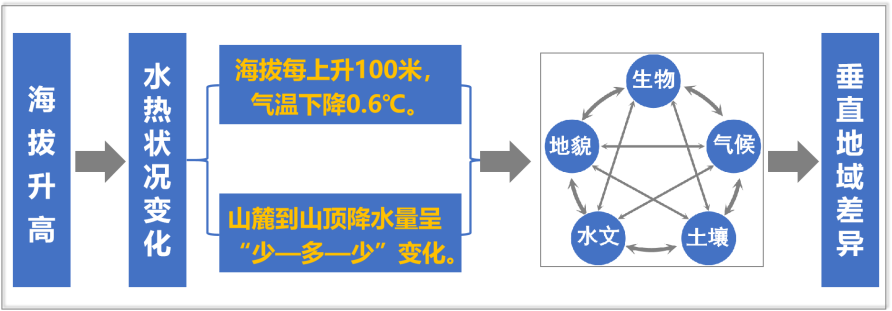 海拔升高
水热状况变化
海拔每上升100米，
气温下降0.6℃。
山麓到山顶降水量呈
“少—多—少”变化。
生物
地貌
气候
水文
土壤
垂直地域差异